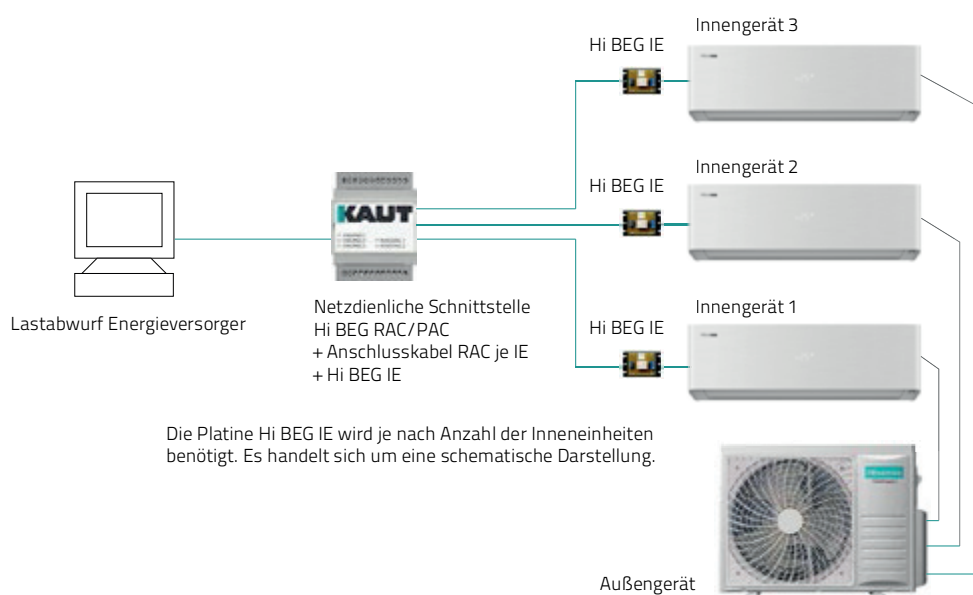 Innengerät 3
Hi BEG IE
Innengerät 2
Hi BEG IE
KAUT
Innengerät 1
Hi BEG IE
Lastabwurf Energieversorger
Netzdienliche Schnittstelle
Hi BEG RAC/PAC
+ Anschlusskabel RAC je IE
+ Hi BEG IE
Die Platine Hi BEG IE wird je nach Anzahl der Inneneinheiten
benötigt. Es handelt sich um eine schematische Darstellung.
Hisense
Außengerät